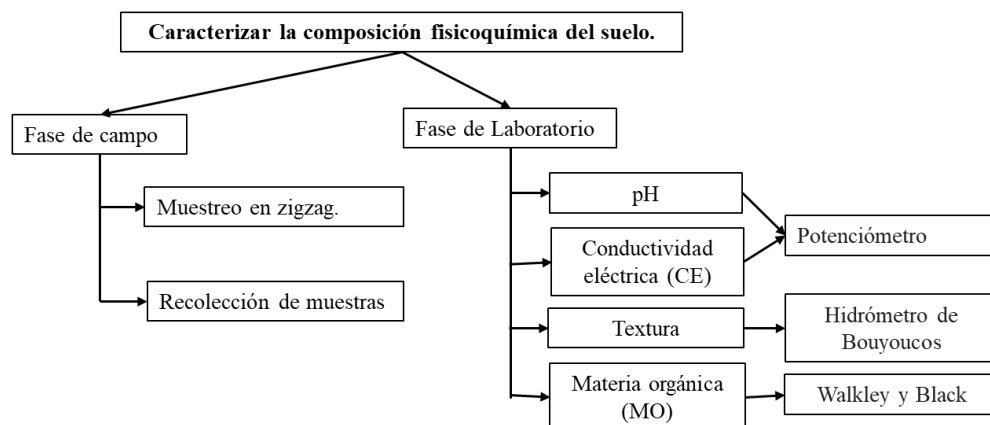 Caracterizar la composición fisicoquímica del suelo.
Fase de campo
Muestreo en zigzag.
Recolección de muestras
Fase de Laboratorio
pH
Conductividad
eléctrica (CE)
Potenciómetro
Textura
Hidrómetro de
Bouyoucos
Materia orgánica
(MO)
Walkley y Black